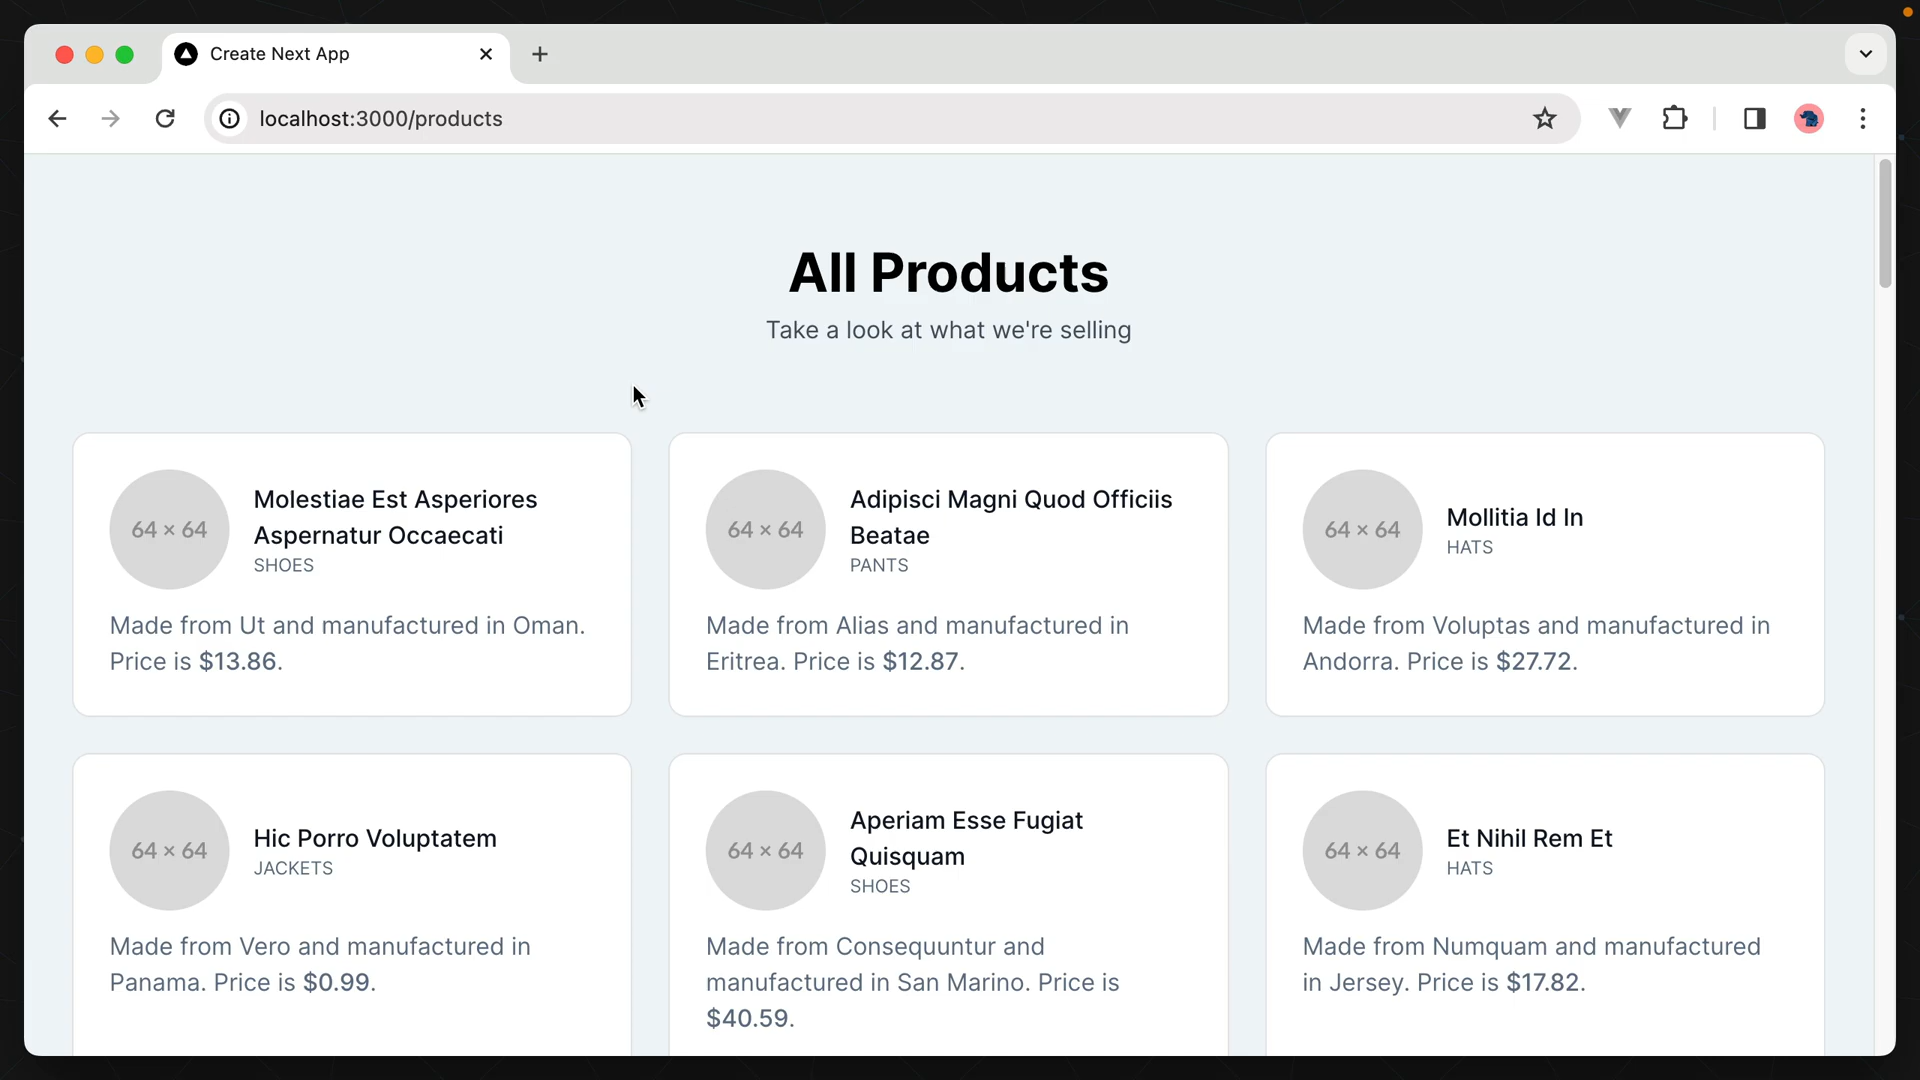 Create Next App
localhost:3000/products
All Products
Take a look at what we're selling
64 × 64
Molestiae Est Asperiores
Aspernatur Occaecati
SHOES
Made from Ut and manufactured in Oman.
Price is $13.86.
64 × 64
Adipisci Magni Quod Officiis
Beatae
PANTS
Made from Alias and manufactured in
Eritrea. Price is $12.87.
64 × 64
Mollitia Id In
HATS
Made from Voluptas and manufactured in
Andorra. Price is $27.72.
64 × 64
Hic Porro Voluptatem
JACKETS
Made from Vero and manufactured in
Panama. Price is $0.99.
64 × 64
Aperiam Esse Fugiat
Quisquam
SHOES
Made from Consequuntur and
manufactured in San Marino. Price is
$40.59.
64 × 64
Et Nihil Rem Et
HATS
Made from Numquam and manufactured
in Jersey. Price is $17.82.